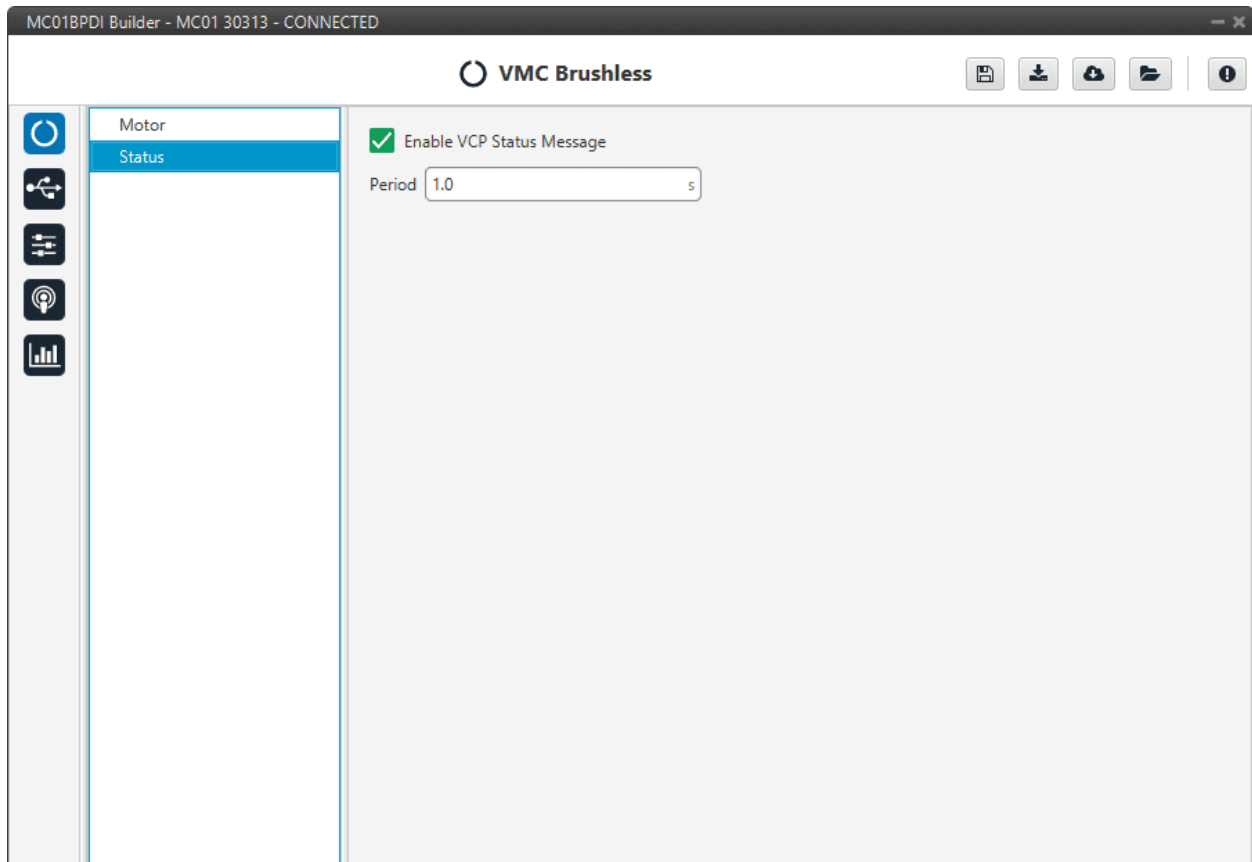 MC01BPDI Builder - MC01 30313 - CONNECTED
VMC Brushless
Motor
Status
Enable VCP Status Message
Period 1.0 s